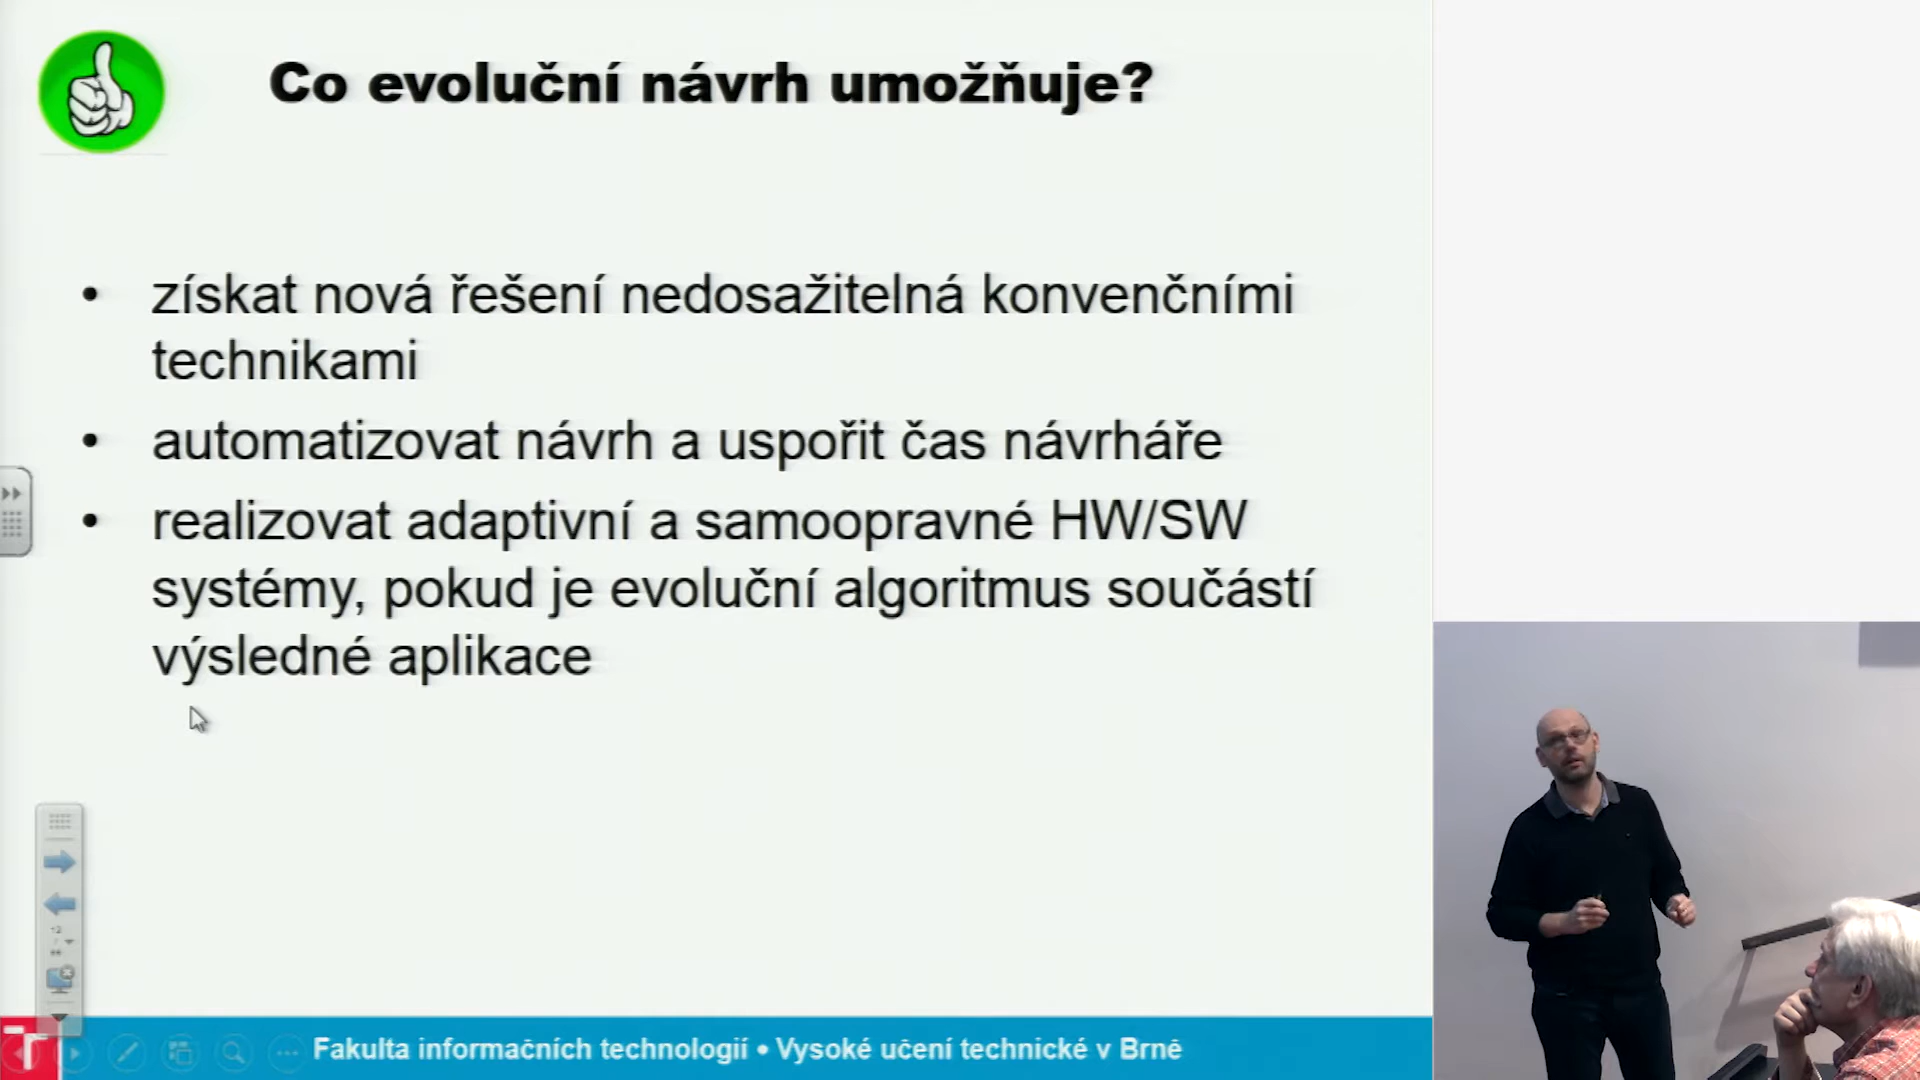 Co evoluční návrh umožňuje?
• získat nová řešení nedosažitelná konvenčními
technikami
• automatizovat návrh a uspořit čas návrháře
• realizovat adaptivní a samoopravné HW/SW
systémy, pokud je evoluční algoritmus součástí
výsledné aplikace
Fakulta informačních technologií • Vysoké učení technické v Brně